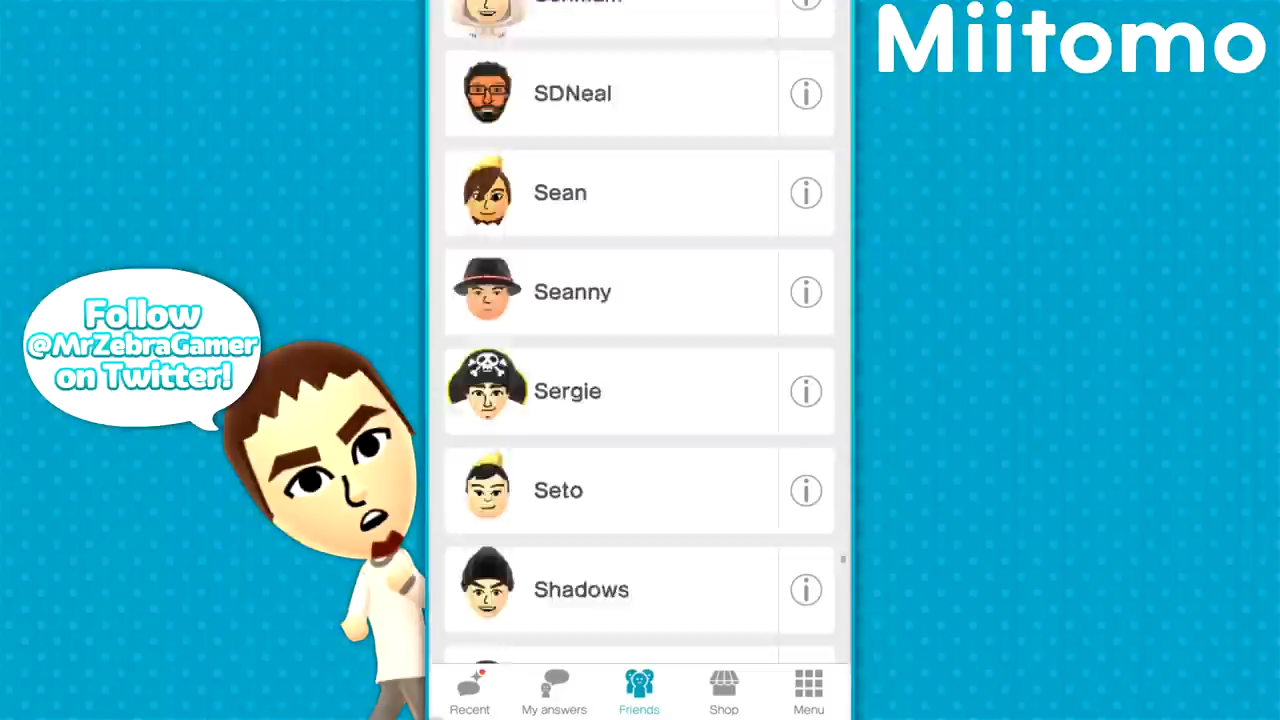 Miitomo
SDNeal
Sean
Seanny
Sergie
Seto
Shadows
Follow
@MrZebraGamer
on Twitter!
Recent
My answers
Friends
Shop
Menu